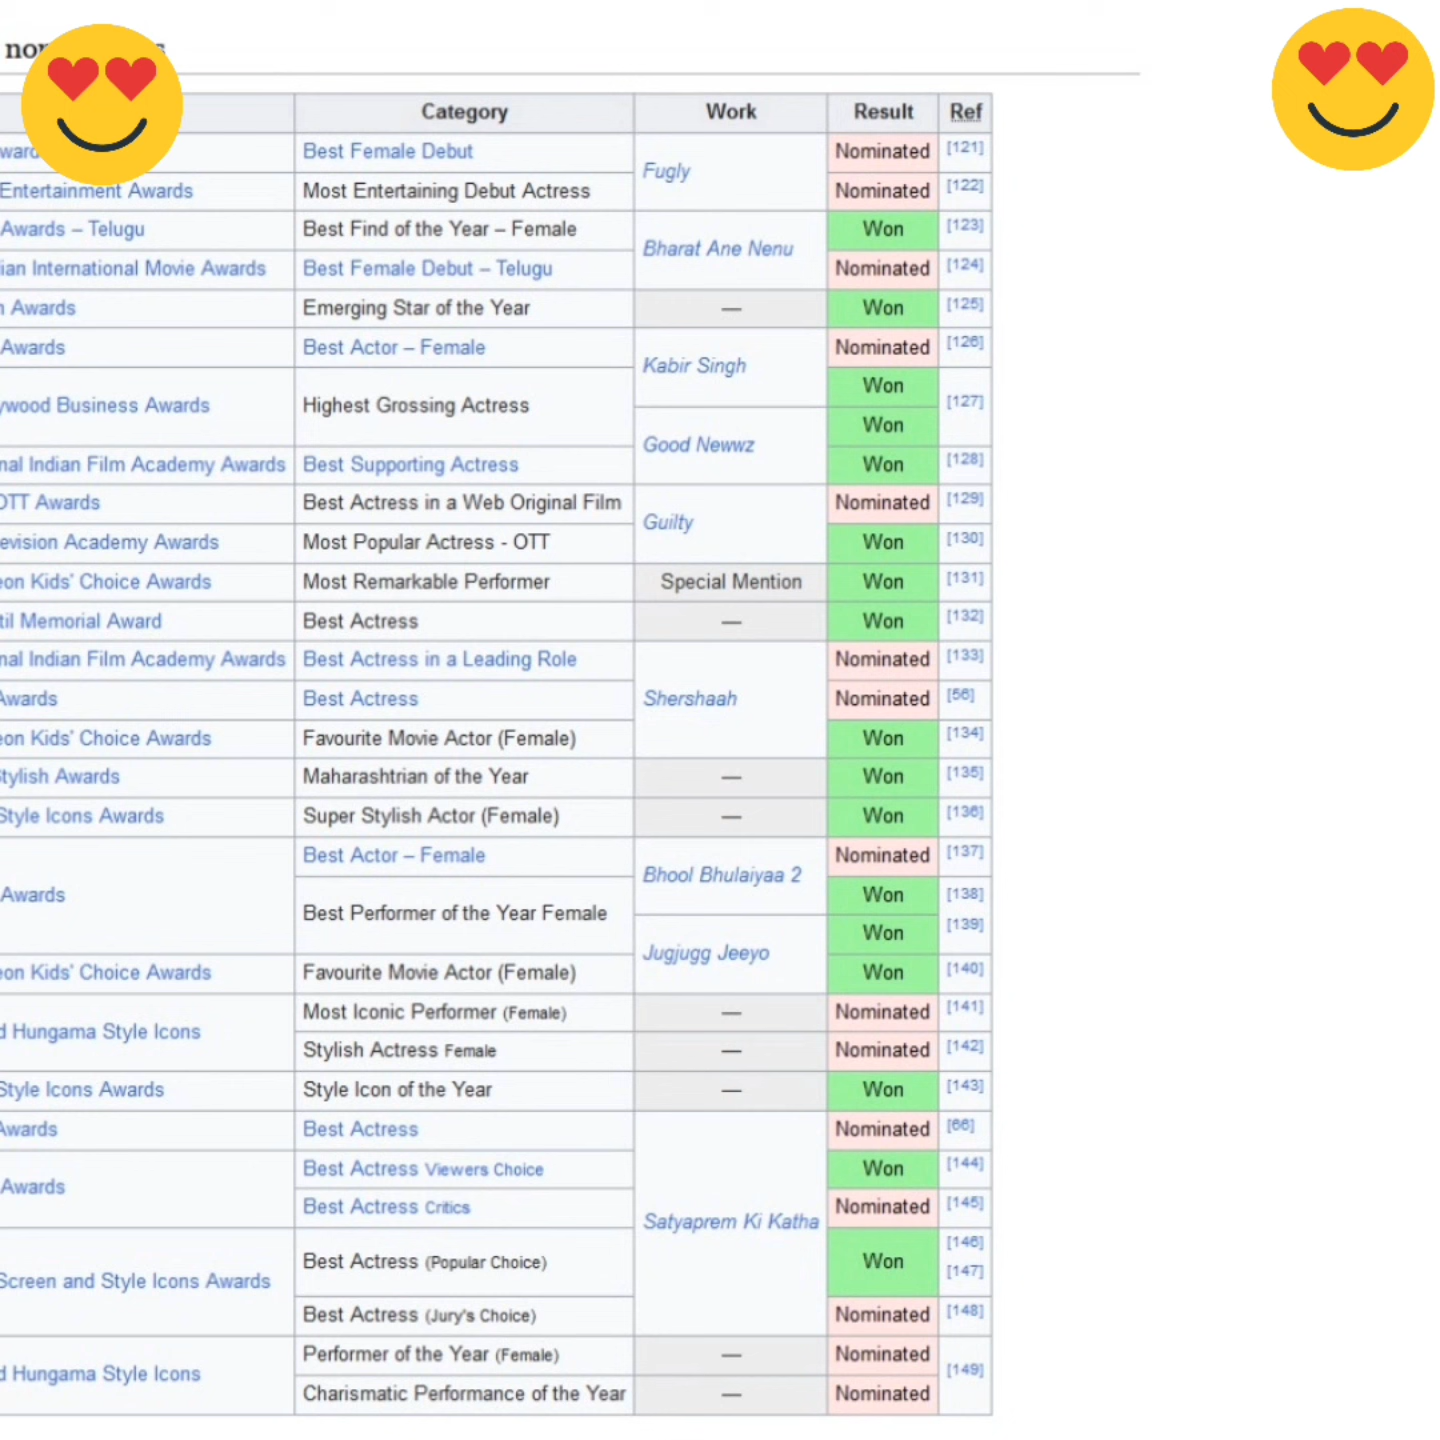 Category Work Result Ref
Best Female Debut Fugly Nominated [121]
Entertainment Awards Most Entertaining Debut Actress Nominated [122]
Awards – Telugu Best Find of the Year – Female Bharat Ane Nenu Won [123]
ian International Movie Awards Best Female Debut – Telugu Nominated [124]
Awards Emerging Star of the Year — Won [125]
Awards Best Actor – Female Kabir Singh Nominated [126]
ywood Business Awards Highest Grossing Actress Won [127]
Good Newwz Won
nal Indian Film Academy Awards Best Supporting Actress Won [128]
OTT Awards Best Actress in a Web Original Film Guilty Nominated [129]
evision Academy Awards Most Popular Actress - OTT Won [130]
eon Kids' Choice Awards Most Remarkable Performer Special Mention Won [131]
til Memorial Award Best Actress — Won [132]
nal Indian Film Academy Awards Best Actress in a Leading Role Shershaah Nominated [133]
Awards Best Actress Nominated [56]
eon Kids' Choice Awards Favourite Movie Actor (Female) Won [134]
Stylish Awards Maharashtrian of the Year — Won [135]
Style Icons Awards Super Stylish Actor (Female) — Won [136]
Awards Best Actor – Female Bhool Bhulaiyaa 2 Nominated [137]
Best Performer of the Year Female Won [138]
Jugjugg Jeeyo Won [139]
eon Kids' Choice Awards Favourite Movie Actor (Female) Won [140]
d Hungama Style Icons Most Iconic Performer (Female) — Nominated [141]
Stylish Actress Female — Nominated [142]
Style Icons Awards Style Icon of the Year — Won [143]
Awards Best Actress Satyaprem Ki Katha Nominated [66]
Awards Best Actress Viewers Choice Won [144]
Best Actress Critics Nominated [145]
Screen and Style Icons Awards Best Actress (Popular Choice) Won [146] [147]
Best Actress (Jury's Choice) Nominated [148]
d Hungama Style Icons Performer of the Year (Female) — Nominated [149]
Charismatic Performance of the Year — Nominated